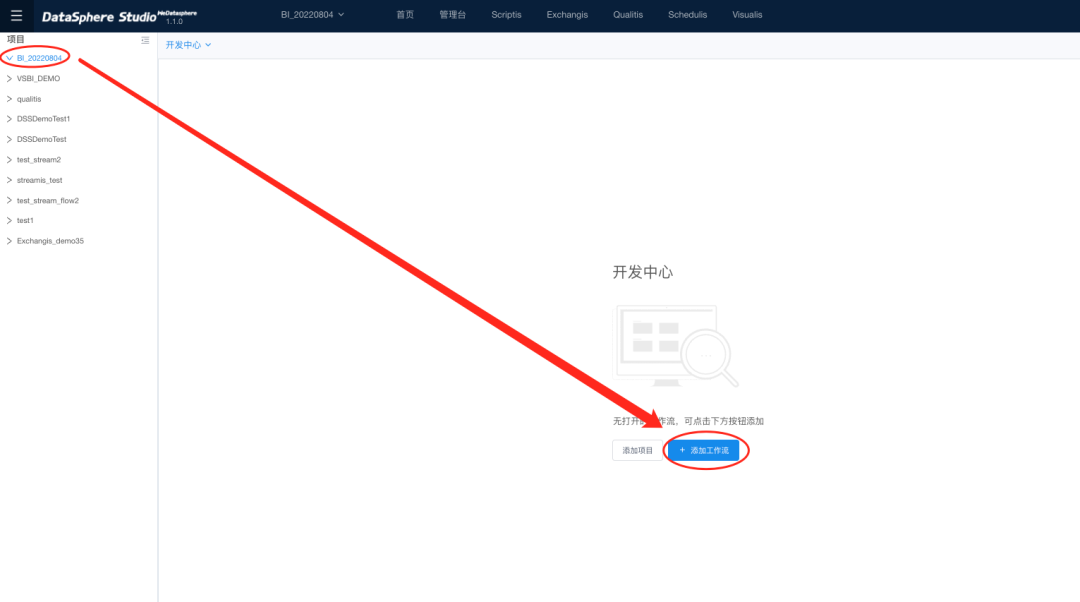 DataSphere Studio WeDatasphere
1.1.0
BI_20220804
首页
管理台
Scriptis
Exchangis
Qualitis
Schedulis
Visualis
项目
开发中心
BI_20220804
VSBI_DEMO
qualitis
DSSDemoTest1
DSSDemoTest
test_stream2
streamis_test
test_stream_flow2
test1
Exchangis_demo35
开发中心
无打开的工作流，可点击下方按钮添加
添加项目
+ 添加工作流